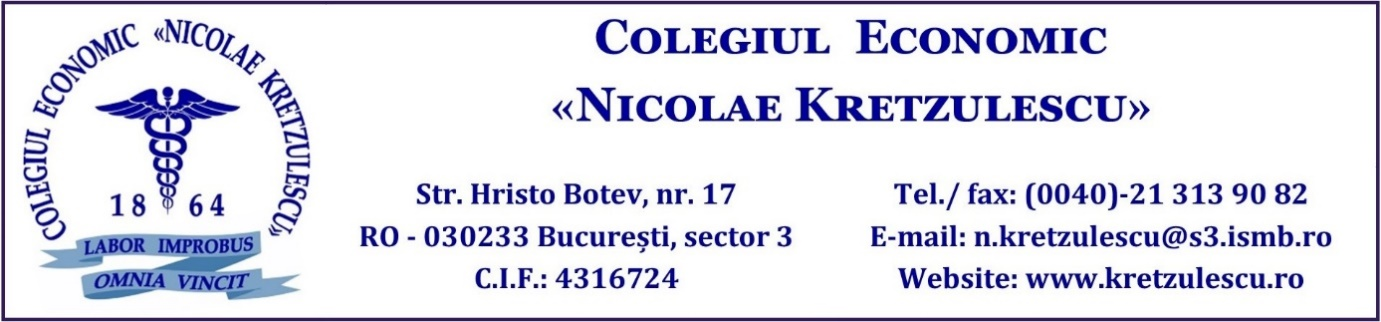 COLEGIUL ECONOMIC «NICOLAE KRETZULESCU»
18 64
LABOR IMPROBUS
OMNIA VINCIT
COLEGIUL ECONOMIC
«NICOLAE KRETZULESCU»
Str. Hristo Botev, nr. 17
RO - 030233 București, sector 3
C.I.F.: 4316724
Tel./ fax: (0040)-21 313 90 82
E-mail: n.kretzulescu@s3.ismb.ro
Website: www.kretzulescu.ro